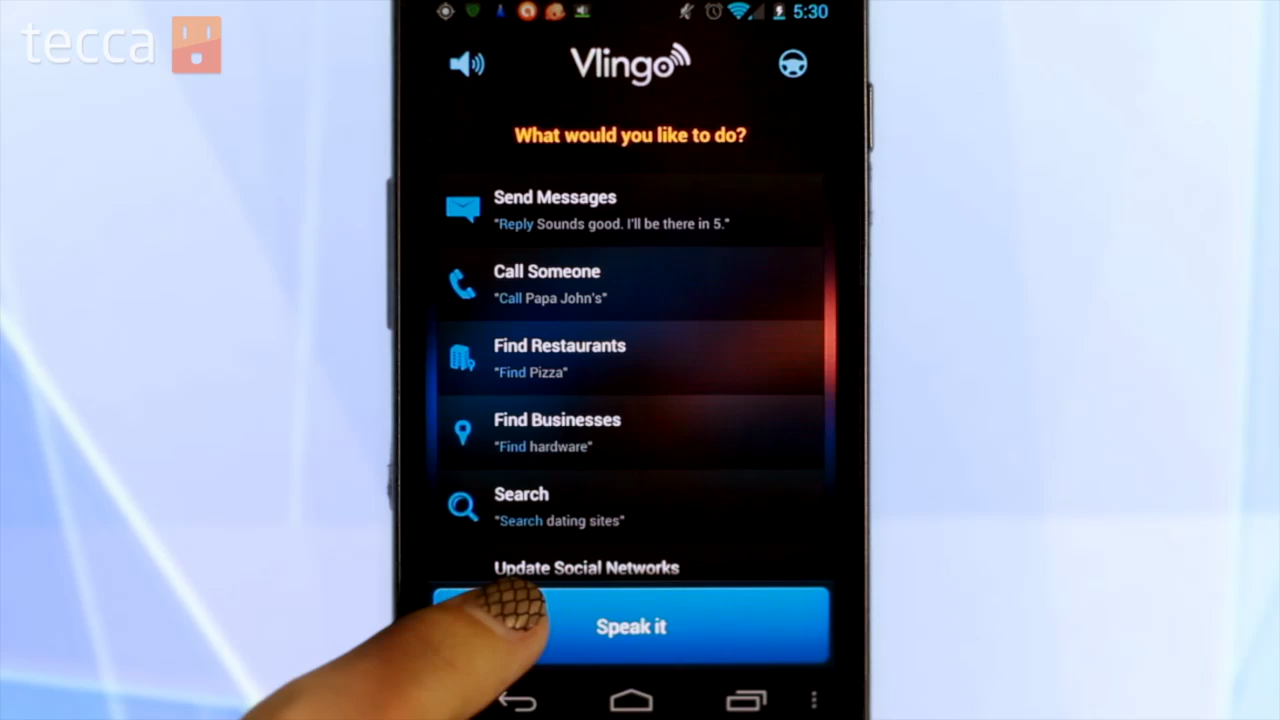 tecca
5:30
Vlingo
What would you like to do?
Send Messages
"Reply Sounds good. I'll be there in 5."
Call Someone
"Call Papa John's"
Find Restaurants
"Find Pizza"
Find Businesses
"Find hardware"
Search
"Search dating sites"
Update Social Networks
Speak it